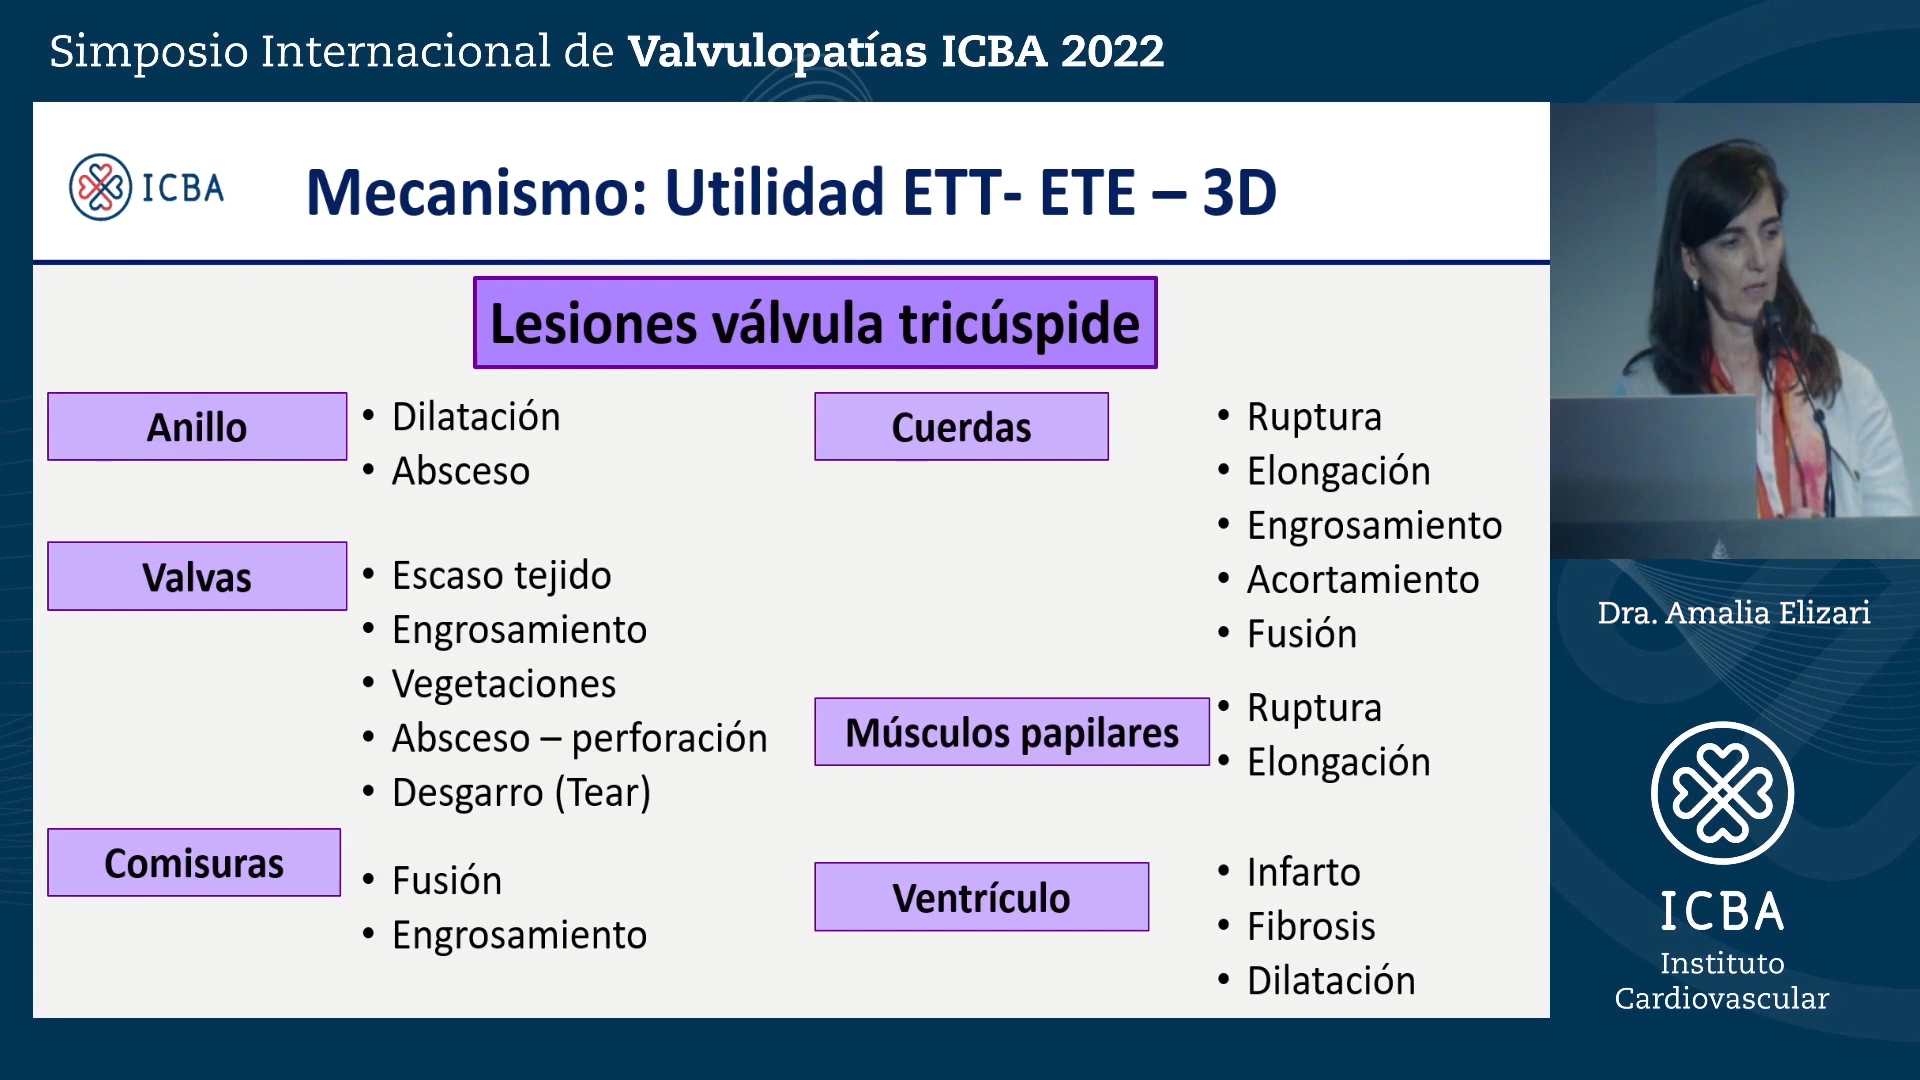 Simposio Internacional de Valvulopatías ICBA 2022
ICBA
Mecanismo: Utilidad ETT- ETE – 3D
Lesiones válvula tricúspide
Anillo
• Dilatación
• Absceso
Valvas
• Escaso tejido
• Engrosamiento
• Vegetaciones
• Absceso – perforación
• Desgarro (Tear)
Comisuras
• Fusión
• Engrosamiento
Cuerdas
• Ruptura
• Elongación
• Engrosamiento
• Acortamiento
• Fusión
Músculos papilares
• Ruptura
• Elongación
Ventrículo
• Infarto
• Fibrosis
• Dilatación
Dra. Amalia Elizari
ICBA
Instituto
Cardiovascular